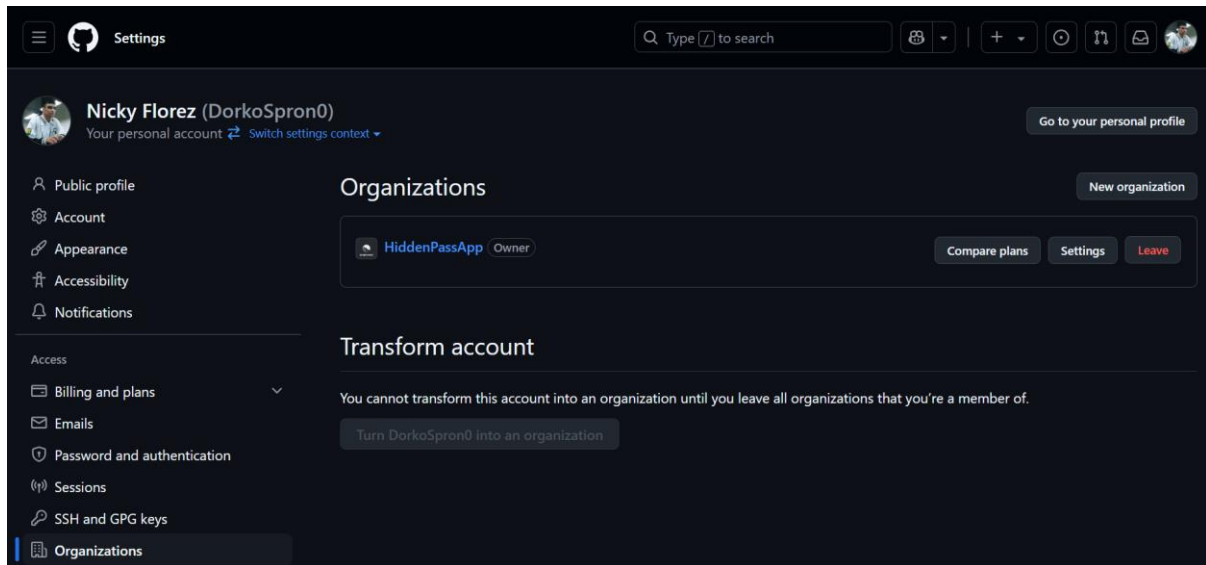 Settings
Type / to search
Nicky Florez (DorkoSpron0)
Your personal account Switch settings context
Go to your personal profile
Public profile
Account
Appearance
Accessibility
Notifications
Access
Billing and plans
Emails
Password and authentication
Sessions
SSH and GPG keys
Organizations
Organizations
New organization
HiddenPassApp Owner
Compare plans Settings Leave
Transform account
You cannot transform this account into an organization until you leave all organizations that you're a member of.
Turn DorkoSpron0 into an organization